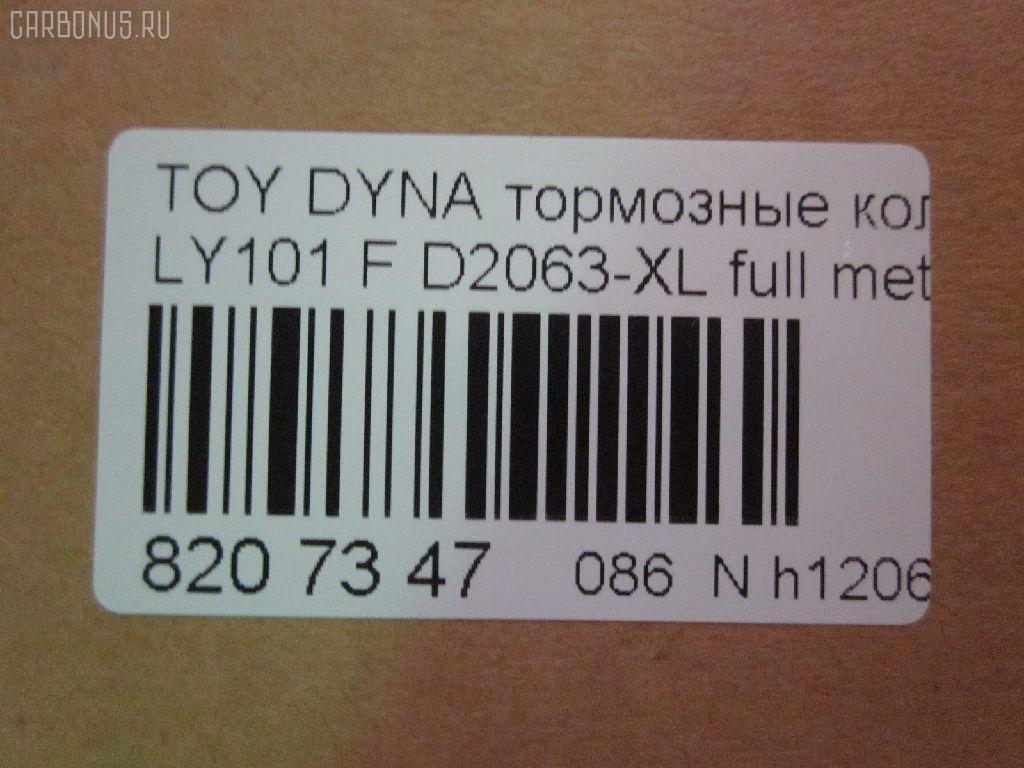 CARBONUS.RU
TOY DYNA тормозные кол
LY101 F D2063-XL full met
820 73 47 086 N h1206